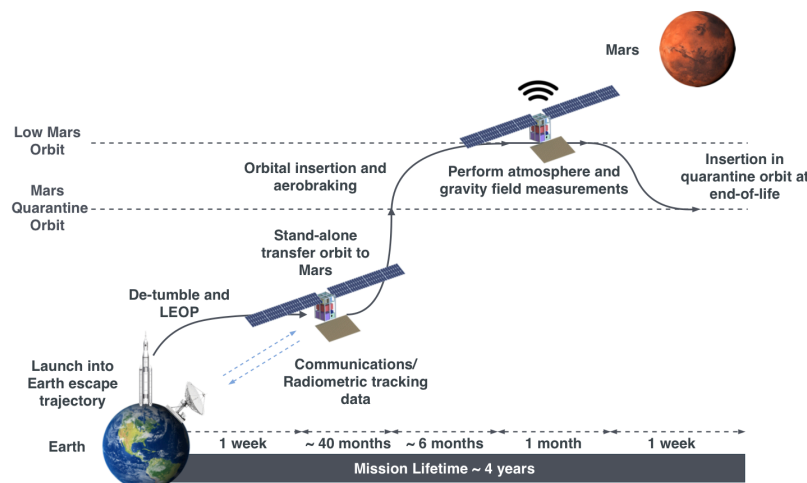 Mars
Low Mars
Orbit
Orbital insertion and
aerobraking
Perform atmosphere and
gravity field measurements
Insertion in
quarantine orbit at
end-of-life
Mars
Quarantine
Orbit
Stand-alone
transfer orbit to
Mars
De-tumble and
LEOP
Launch into
Earth escape
trajectory
Communications/
Radiometric tracking
data
Earth
1 week
~ 40 months
~ 6 months
1 month
1 week
Mission Lifetime ~ 4 years